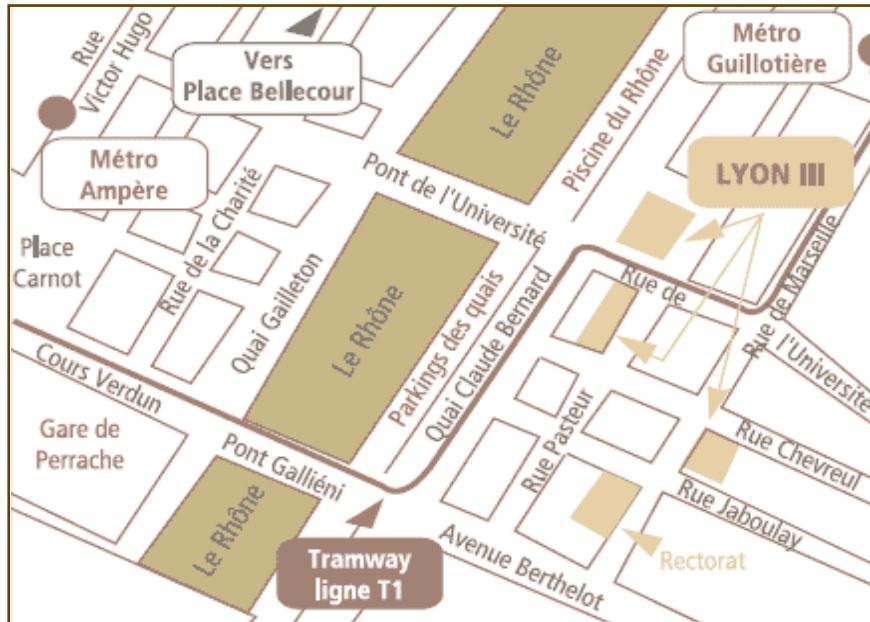 Rue
Victor Hugo
Vers
Place Bellecour
Métro
Guillotière
Le Rhône
Piscine du Rhône
Métro
Ampère
LYON III
Pont de l'Université
Rue de la Charité
Place
Carnot
Quai Gailleton
Le Rhône
Parkings des quais
Quai Claude Bernard
Rue de
l'Université
Rue de Marseille
Cours Verdun
Gare de
Perrache
Pont Galliéni
Rue Pasteur
Rue Chevreul
Rue Jaboulay
Le Rhône
Tramway
ligne T1
Avenue Berthelot
Rectorat